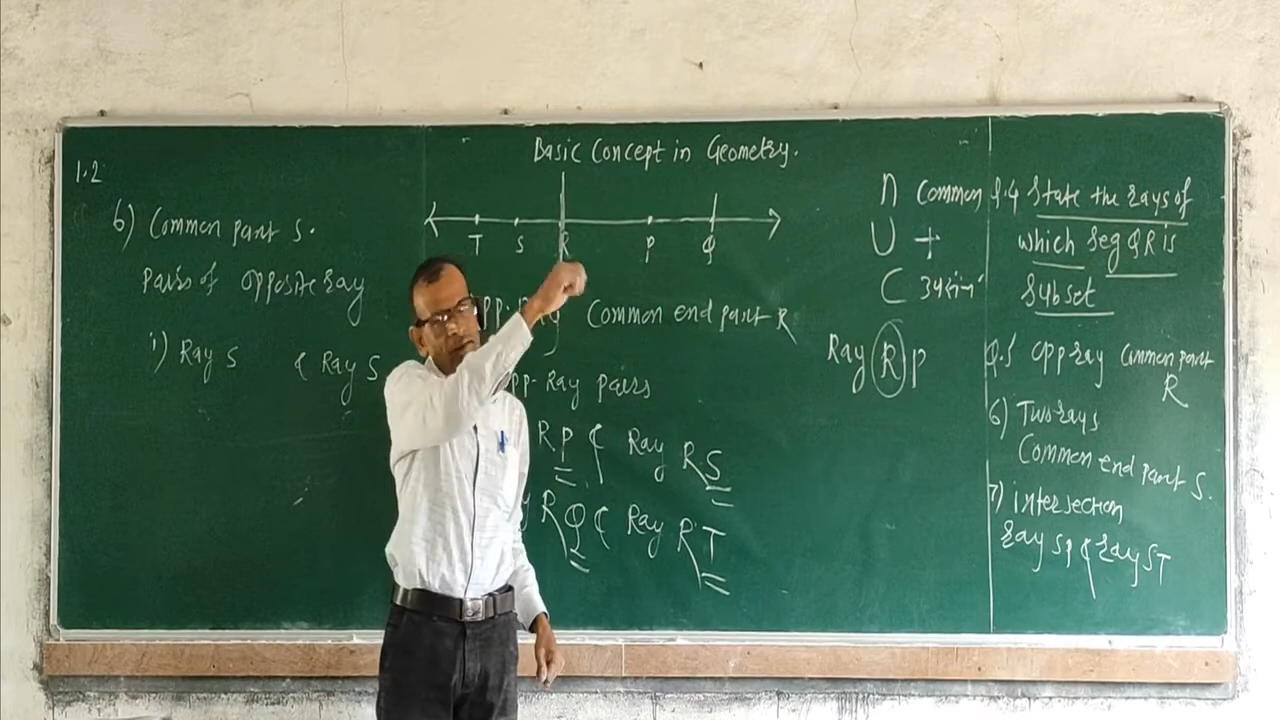 Basic Concept in Geometry.
1.2
T S R P Q
6) Common part S.
Pairs of opposite ray
i) Ray S & Ray S
Common end part R
Ray pairs
R P & Ray R S
R Q & Ray R T
∩ Common
U +
Ray R P
Q.4 State the rays of
which seg QR is
Subset
Q.5 opp ray Common part
R
6) Two rays
Common end part S.
7) intersection
ray SP & ray ST